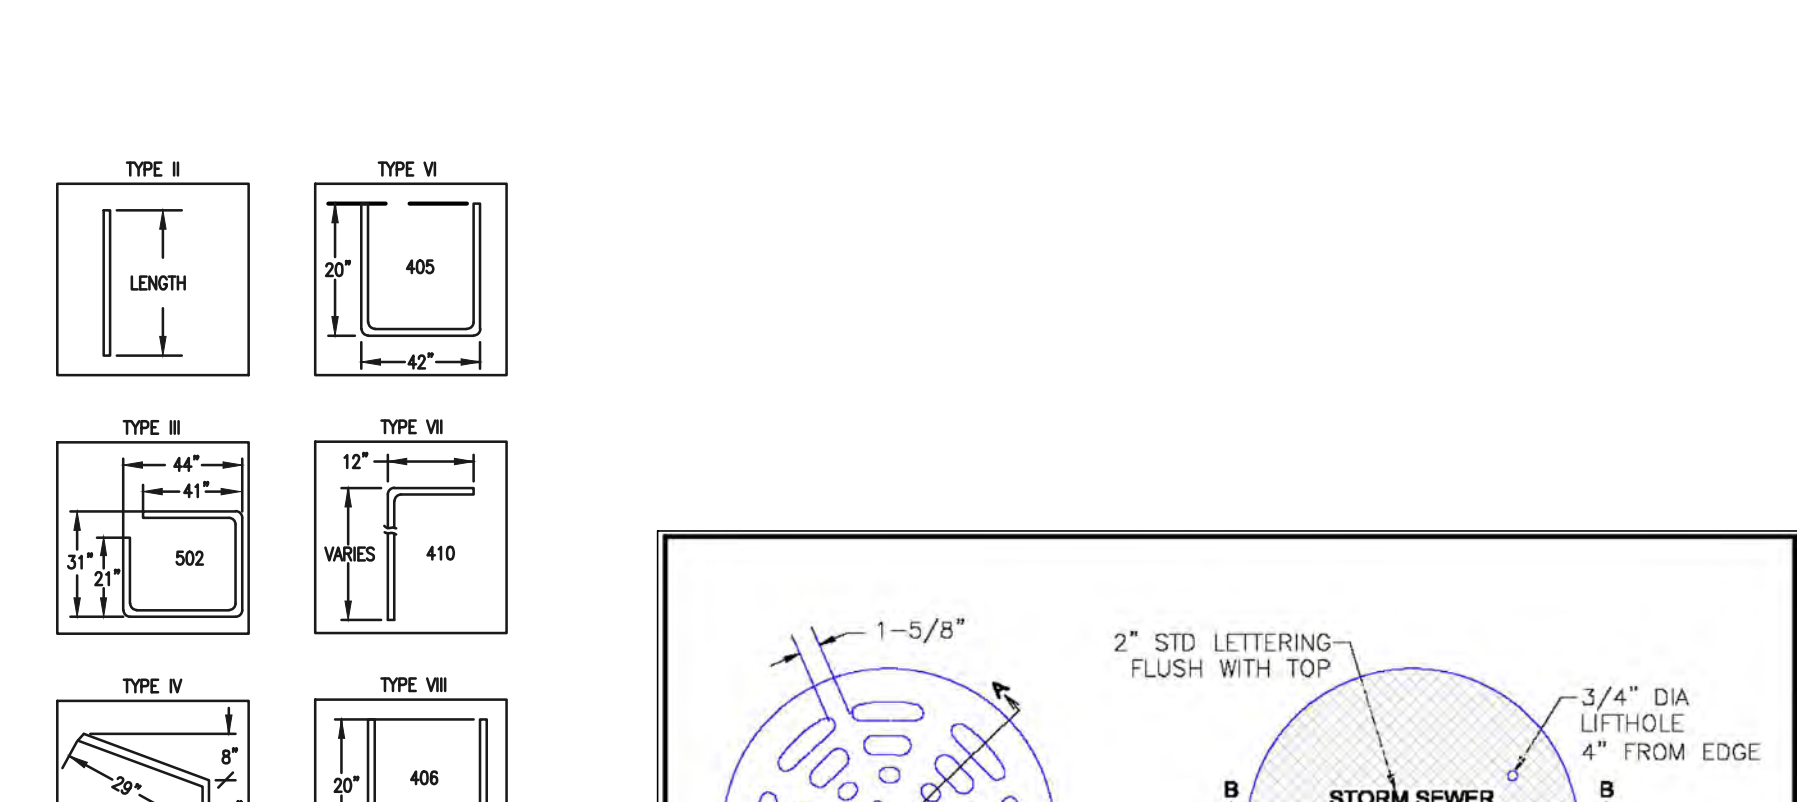 TYPE II
LENGTH
TYPE VI
20"
405
42"
TYPE III
44"
41"
31"
21"
502
TYPE VII
12"
VARIES
410
TYPE IV
8"
29"
TYPE VIII
20"
406
1-5/8"
A
2" STD LETTERING
FLUSH WITH TOP
3/4" DIA
LIFTHOLE
4" FROM EDGE
B
STORM SEWER
B